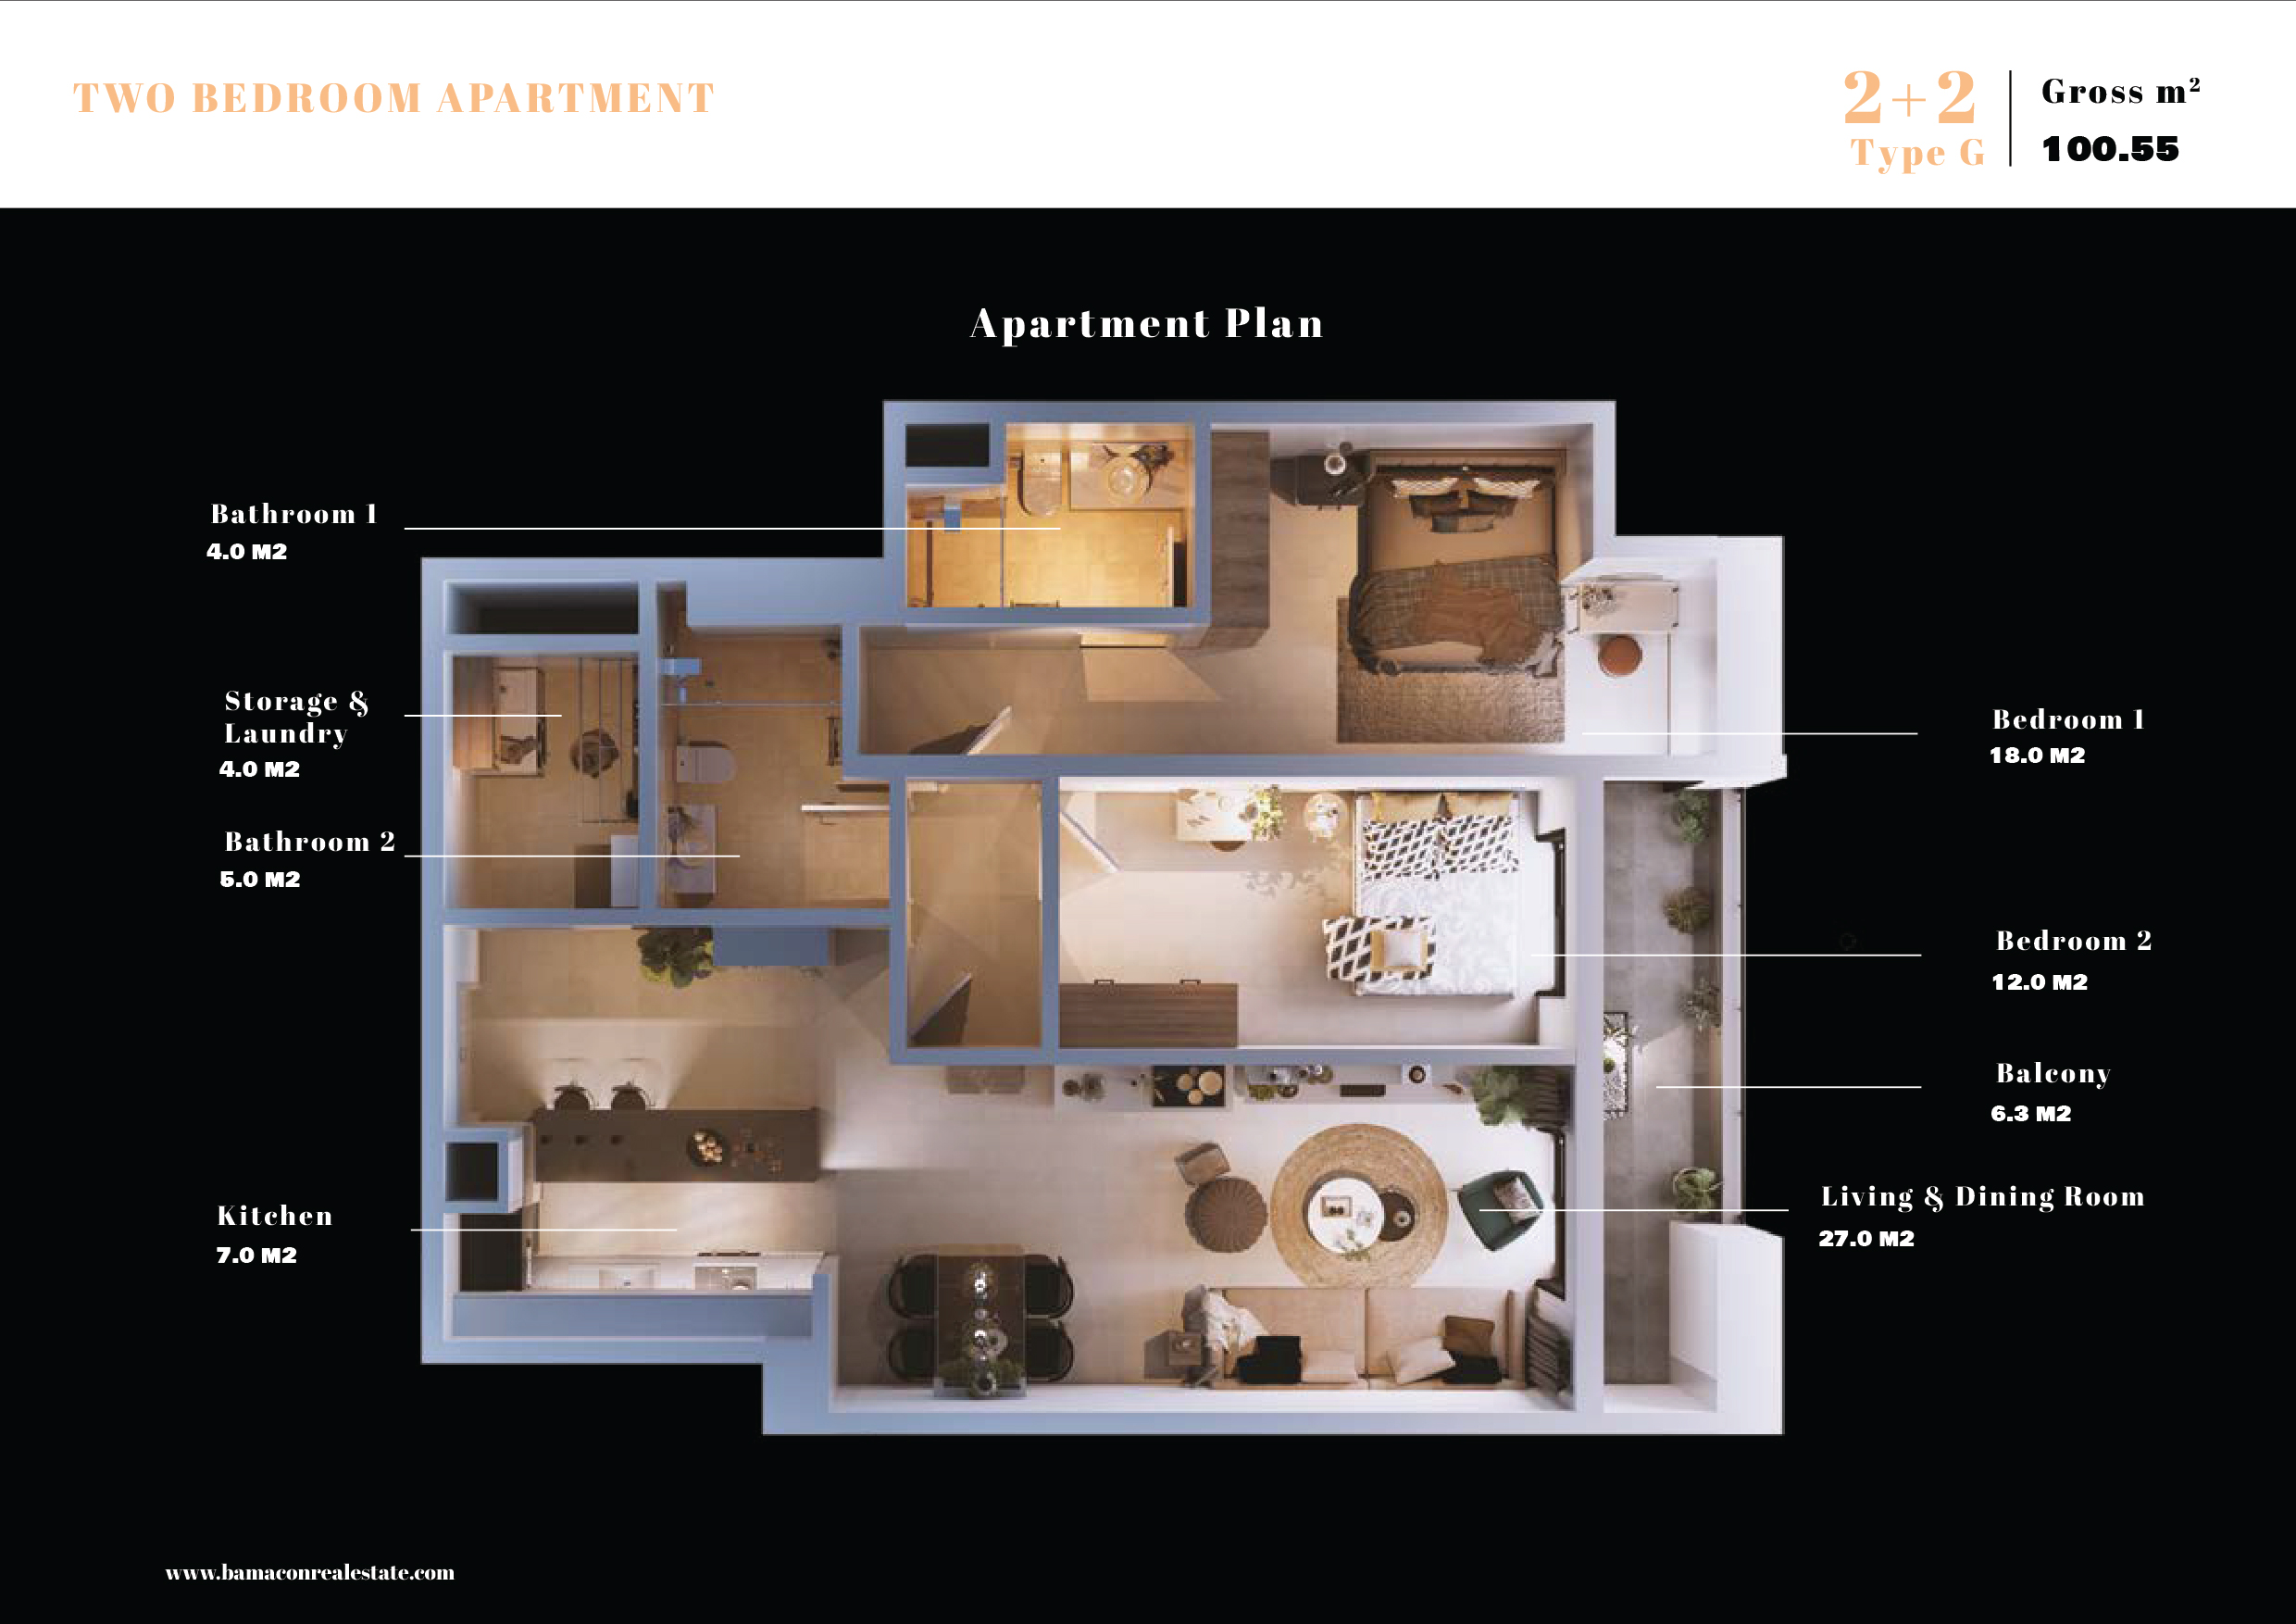 TWO BEDROOM APARTMENT
2+2
Type G
Gross m²
100.55
Apartment Plan
Bathroom 1
4.0 M2
Storage &
Laundry
4.0 M2
Bathroom 2
5.0 M2
Kitchen
7.0 M2
Bedroom 1
18.0 M2
Bedroom 2
12.0 M2
Balcony
6.3 M2
Living & Dining Room
27.0 M2
www.bamaconrealestate.com